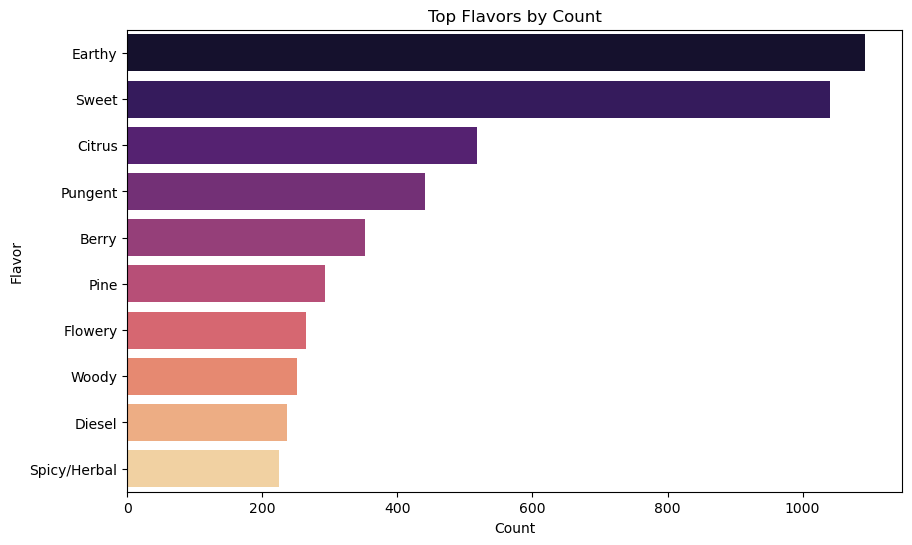 Top Flavors by Count
Flavor
Earthy
Sweet
Citrus
Pungent
Berry
Pine
Flowery
Woody
Diesel
Spicy/Herbal
0 200 400 600 800 1000
Count